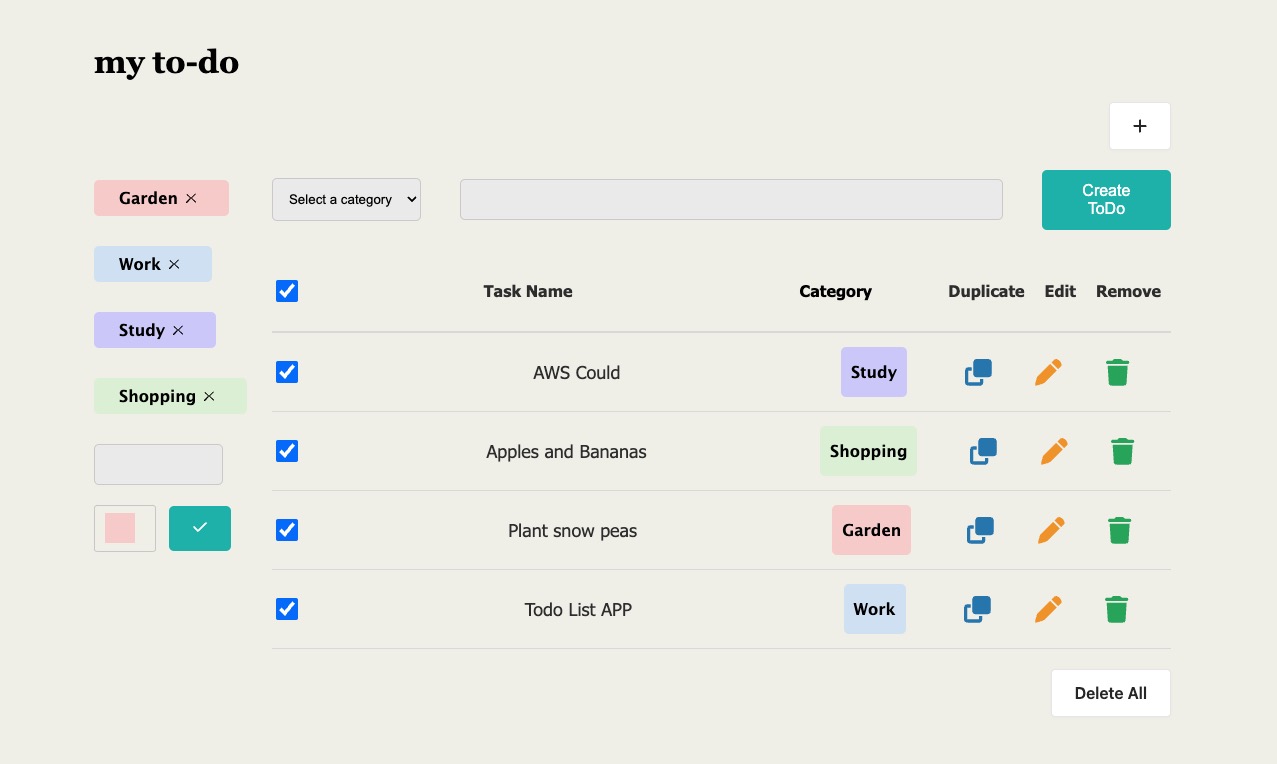 my to-do
+
Garden ×
Select a category
Create
ToDo
Work ×
Task Name Category Duplicate Edit Remove
Study ×
AWS Could Study
Shopping ×
Apples and Bananas Shopping
Plant snow peas Garden
Todo List APP Work
Delete All